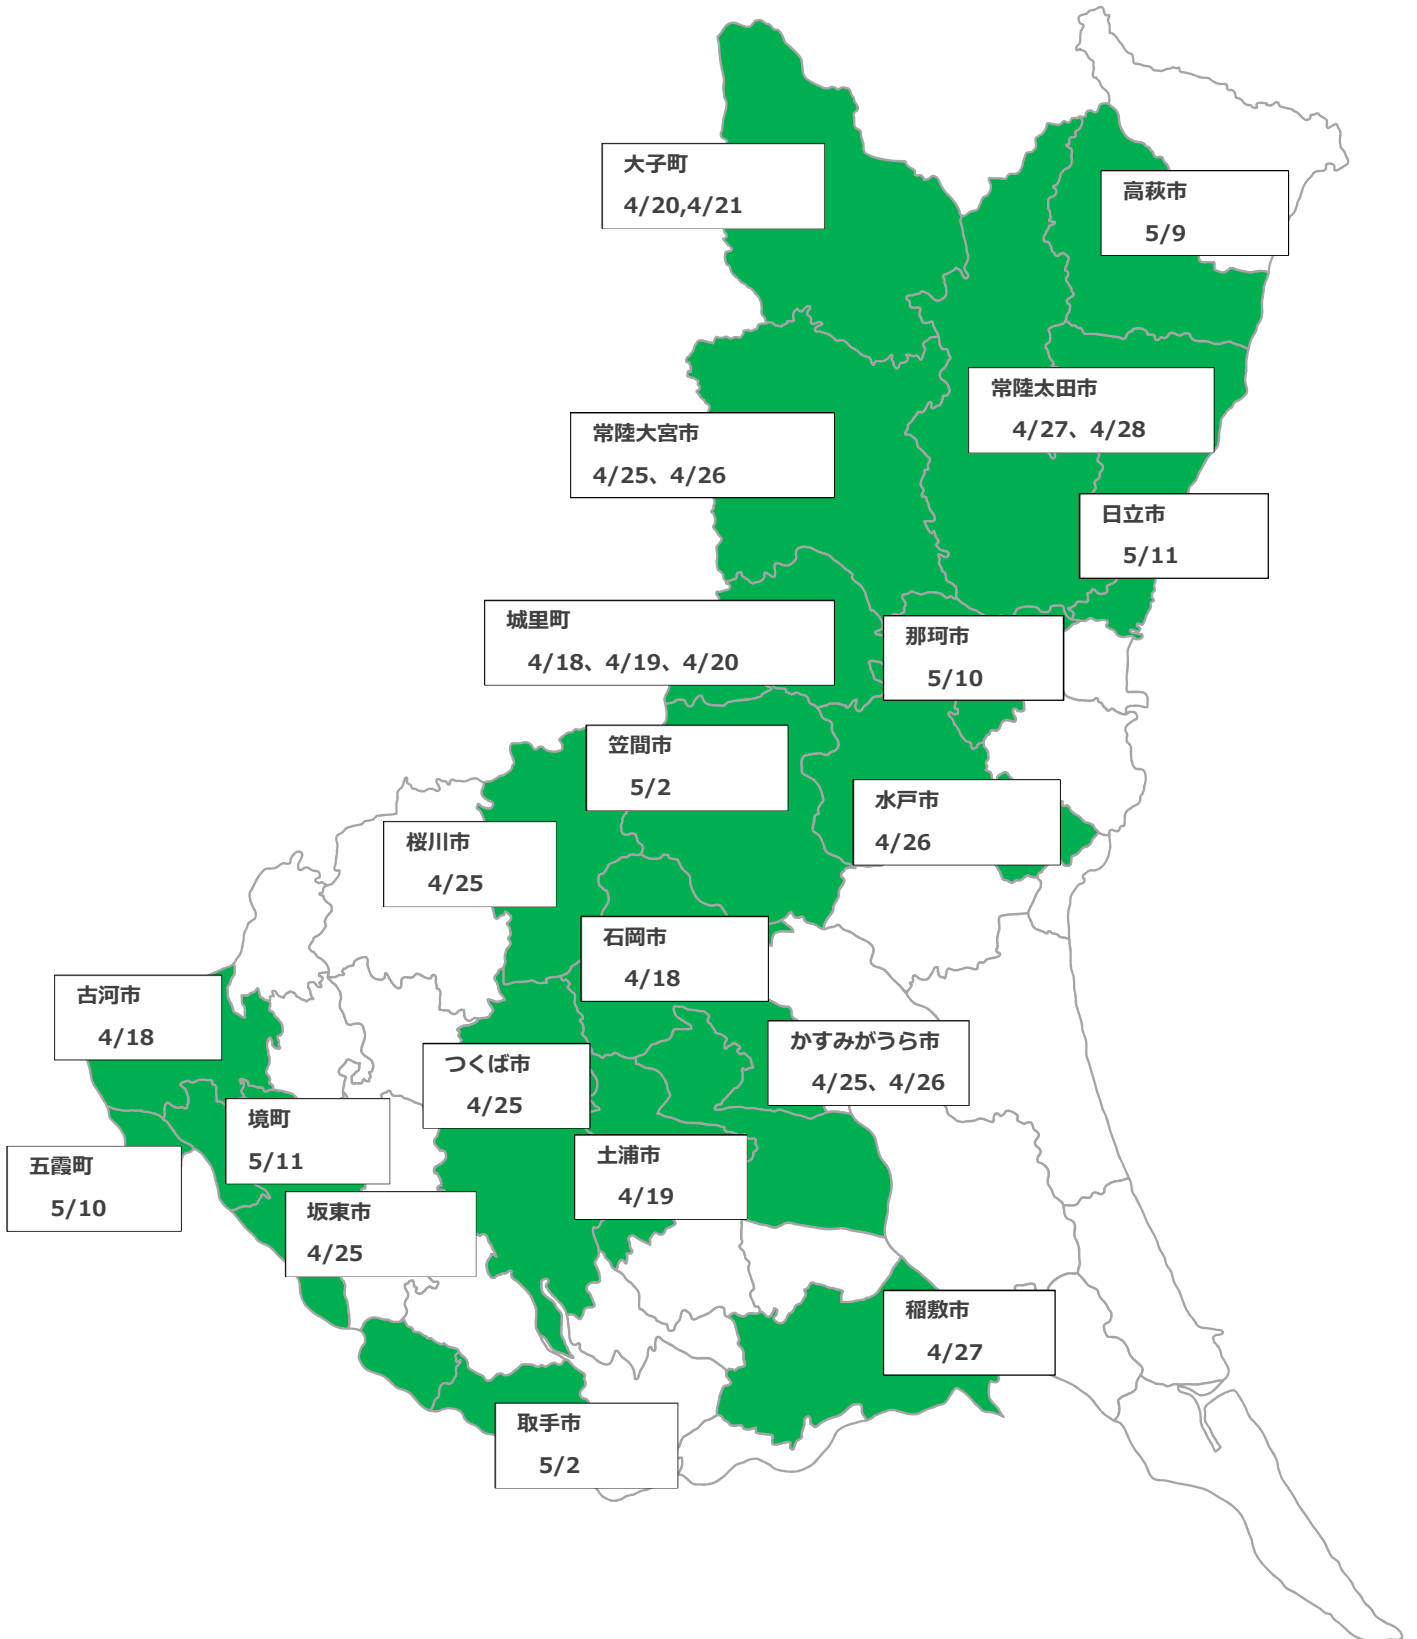 大子町
4/20,4/21
高萩市
5/9
常陸太田市
4/27、4/28
常陸大宮市
4/25、4/26
日立市
5/11
城里町
4/18、4/19、4/20
那珂市
5/10
笠間市
5/2
水戸市
4/26
桜川市
4/25
石岡市
4/18
古河市
4/18
かすみがうら市
4/25、4/26
つくば市
4/25
境町
5/11
土浦市
4/19
五霞町
5/10
坂東市
4/25
稲敷市
4/27
取手市
5/2